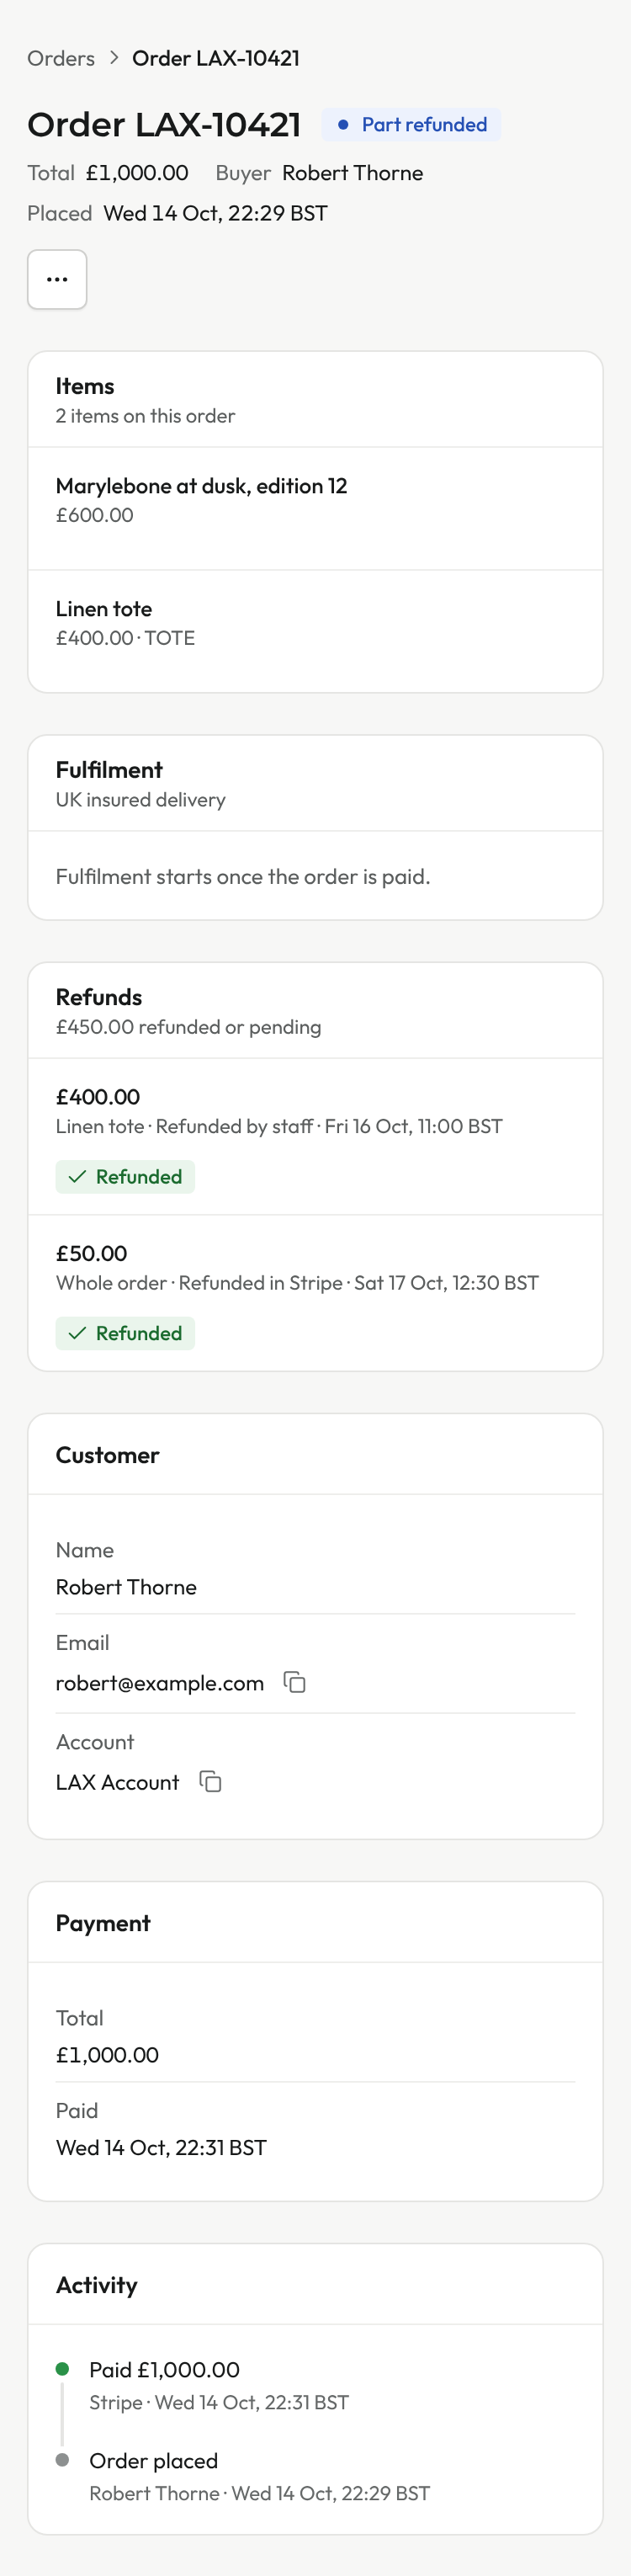 Orders > Order LAX-10421
Order LAX-10421 Part refunded
Total £1,000.00 Buyer Robert Thorne
Placed Wed 14 Oct, 22:29 BST
...
Items
2 items on this order
Marylebone at dusk, edition 12
£600.00
Linen tote
£400.00 · TOTE
Fulfilment
UK insured delivery
Fulfilment starts once the order is paid.
Refunds
£450.00 refunded or pending
£400.00
Linen tote · Refunded by staff · Fri 16 Oct, 11:00 BST
Refunded
£50.00
Whole order · Refunded in Stripe · Sat 17 Oct, 12:30 BST
Refunded
Customer
Name
Robert Thorne
Email
robert@example.com
Account
LAX Account
Payment
Total
£1,000.00
Paid
Wed 14 Oct, 22:31 BST
Activity
Paid £1,000.00
Stripe · Wed 14 Oct, 22:31 BST
Order placed
Robert Thorne · Wed 14 Oct, 22:29 BST